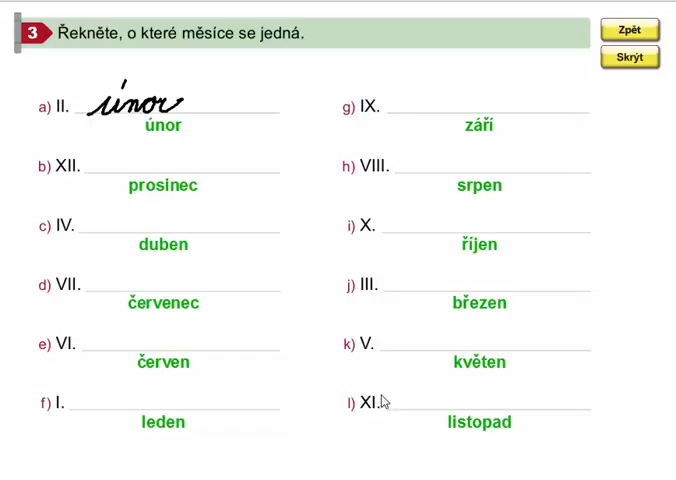 3 Řekněte, o které měsíce se jedná.
Zpět
Skrýt
a) II. únor
únor
b) XII.
prosinec
c) IV.
duben
d) VII.
červenec
e) VI.
červen
f) I.
leden
g) IX.
září
h) VIII.
srpen
i) X.
říjen
j) III.
březen
k) V.
květen
l) XI.
listopad